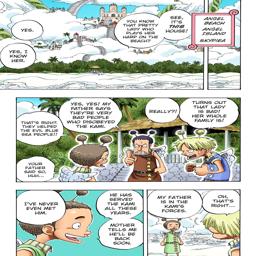 ANGEL
BEACH
ANGEL
ISLAND
SKYPIEA
SEE,
IT'S
THIS
HOUSE!
YOU KNOW
THAT PRETTY
LADY WHO
PLAYS HER
HARP ON THE
BEACH?
YES.
YES, I
KNOW
HER.
TURNS OUT
THAT LADY
IS BAD! HER
WHOLE
FAMILY IS!
REALLY?!
YES, YES! MY
FATHER SAYS
THEY'RE VERY
BAD PEOPLE
WHO DISOBEYED
THE KAMI.
THAT'S RIGHT,
THEY HELPED
THE EVIL BLUE
SEA PEOPLE!!
YOUR
FATHER
SAID SO,
HUH...
OH,
THAT'S
RIGHT...
MY FATHER
IS IN THE
KAMI'S
FORCES.
HE HAS
SERVED THE
KAMI ALL
THESE
YEARS.
MOTHER
TELLS ME
HE'LL BE
BACK
SOON.
I'VE NEVER
EVEN MET
HIM.